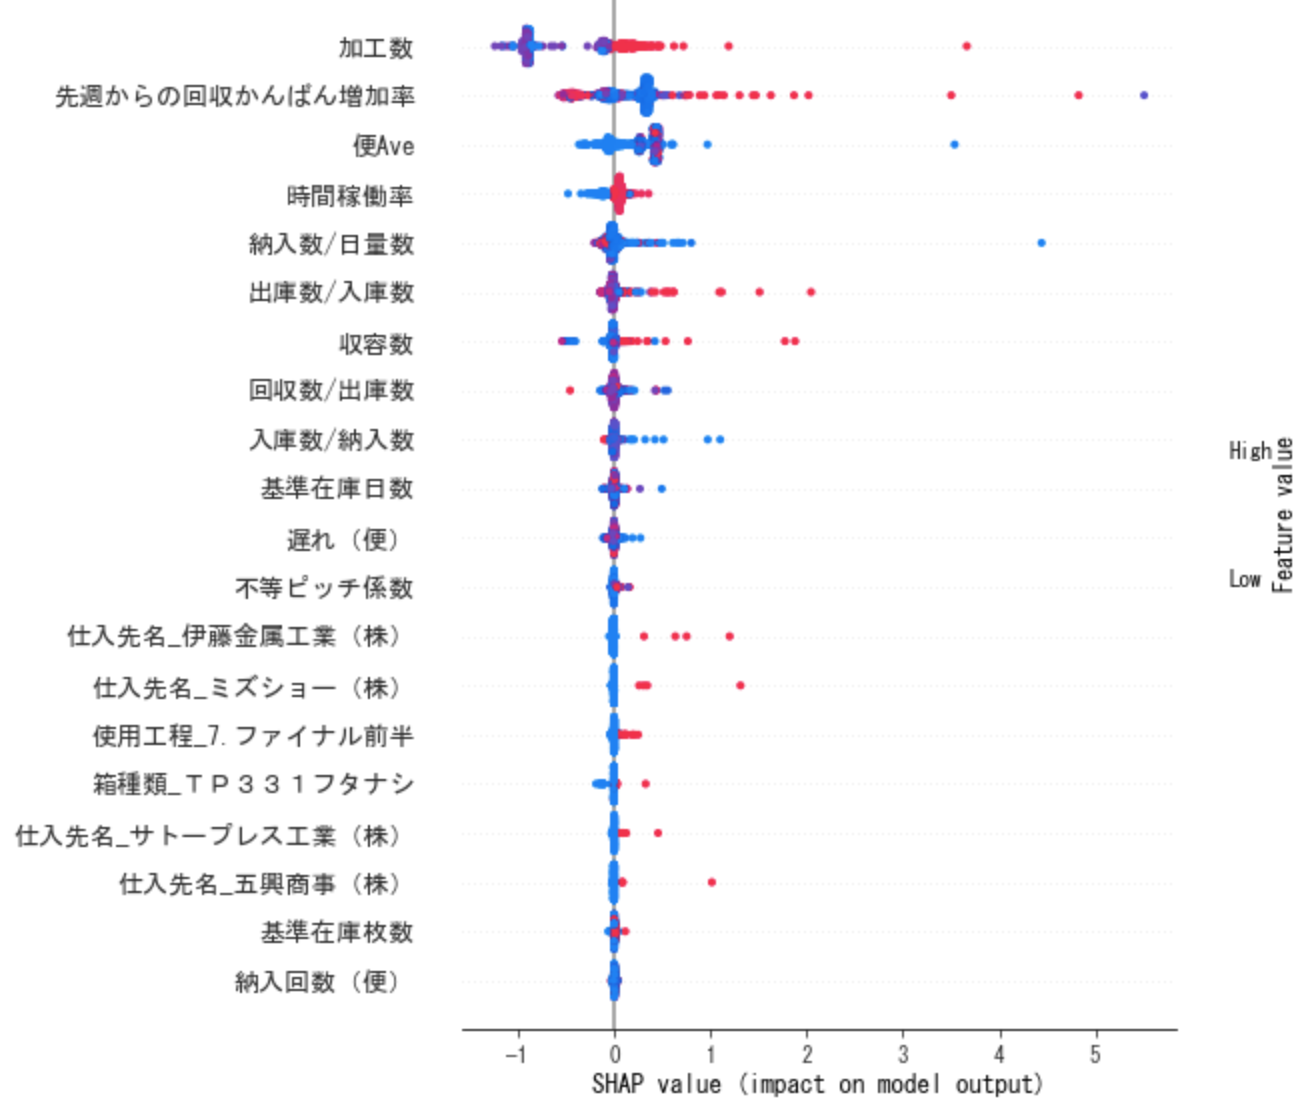 加工数
先週からの回収かんばん増加率
便Ave
時間稼働率
納入数/日量数
出庫数/入庫数
収容数
回収数/出庫数
入庫数/納入数
基準在庫日数
遅れ（便）
不等ピッチ係数
仕入先名_伊藤金属工業（株）
仕入先名_ミズショー（株）
使用工程_7. ファイナル前半
箱種類_ＴＰ３３１フタナシ
仕入先名_サトープレス工業（株）
仕入先名_五興商事（株）
基準在庫枚数
納入回数（便）
High
Low
Feature value
−1 0 1 2 3 4 5
SHAP value (impact on model output)